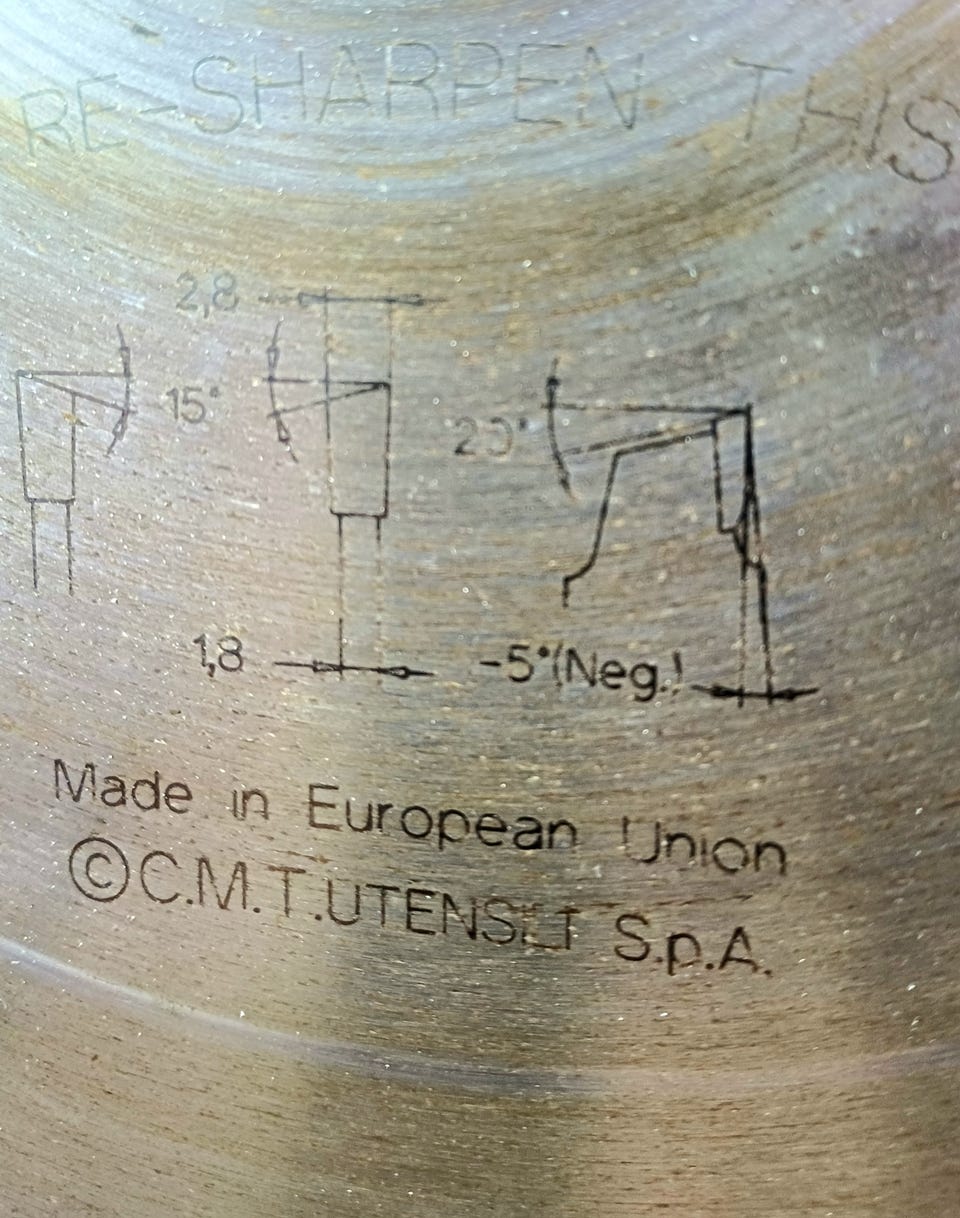 RE-SHARPEN THIS
2,8
15°
20°
1,8
-5°(Neg.)
Made in European Union
©C.M.T.UTENSILI S.p.A.